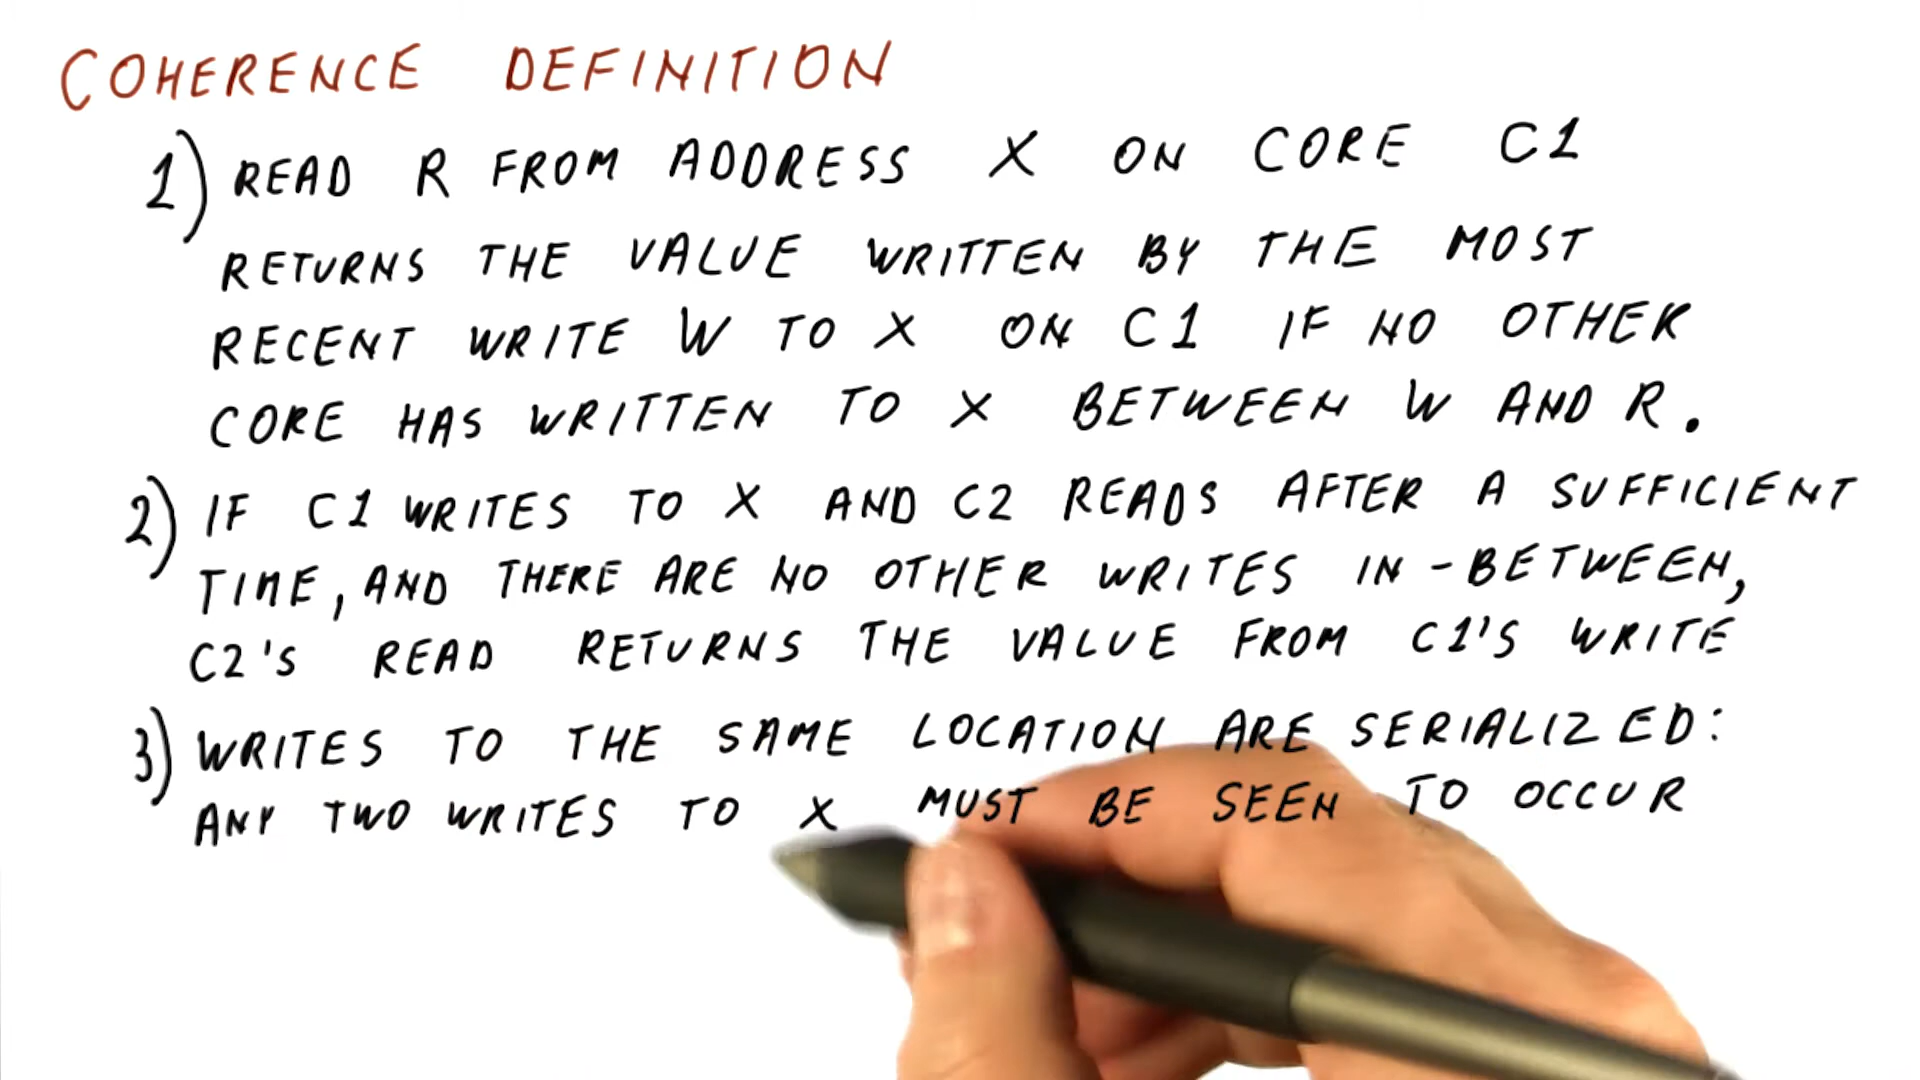 COHERENCE DEFINITION
1) READ R FROM ADDRESS X ON CORE C1
RETURNS THE VALUE WRITTEN BY THE MOST
RECENT WRITE W TO X ON C1 IF NO OTHER
CORE HAS WRITTEN TO X BETWEEN W AND R.
2) IF C1 WRITES TO X AND C2 READS AFTER A SUFFICIENT
TIME, AND THERE ARE NO OTHER WRITES IN-BETWEEN,
C2'S READ RETURNS THE VALUE FROM C1'S WRITE
3) WRITES TO THE SAME LOCATION ARE SERIALIZED:
ANY TWO WRITES TO X MUST BE SEEN TO OCCUR